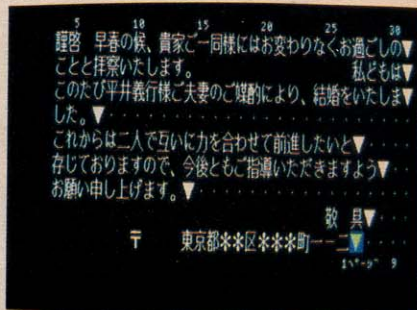 5 10 15 20 25 30
謹啓 早春の候、貴家ご一同様にはお変わりなくお過ごしの▼
ことと拝察いたします。 私どもは▼
このたび平井義行様ご夫妻のご媒酌により、結婚をいたしま▼
した。▼
これからは二人で互いに力を合わせて前進したいと▼
存じておりますので、今後ともご指導いただきますよう▼
お願い申し上げます。▼
敬 具▼
〒 東京都**区***町一-二▼
1ページ 9